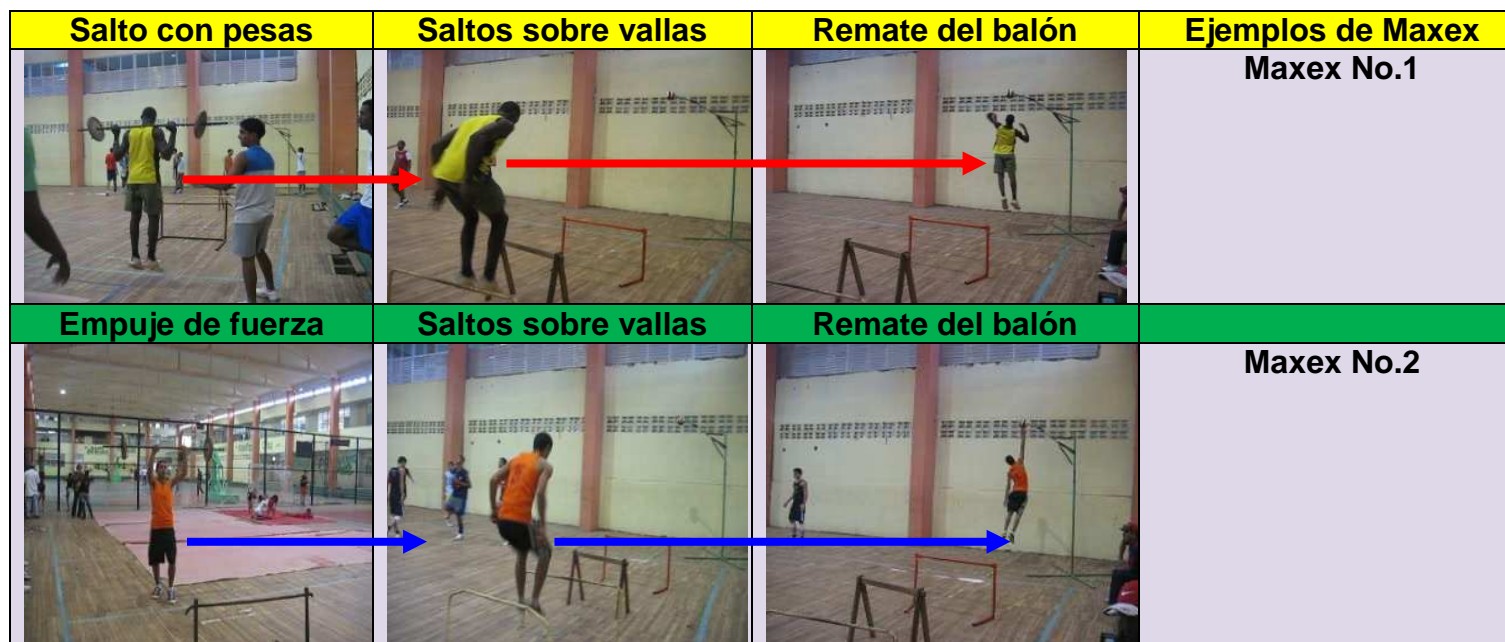 Salto con pesas
Saltos sobre vallas
Remate del balón
Ejemplos de Maxex
Maxex No.1
Empuje de fuerza
Saltos sobre vallas
Remate del balón
Maxex No.2